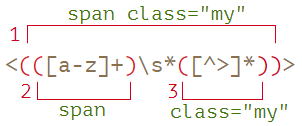 span class="my"
1
<(([a-z]+)\s*([^>]*))>
2 3
span class="my"